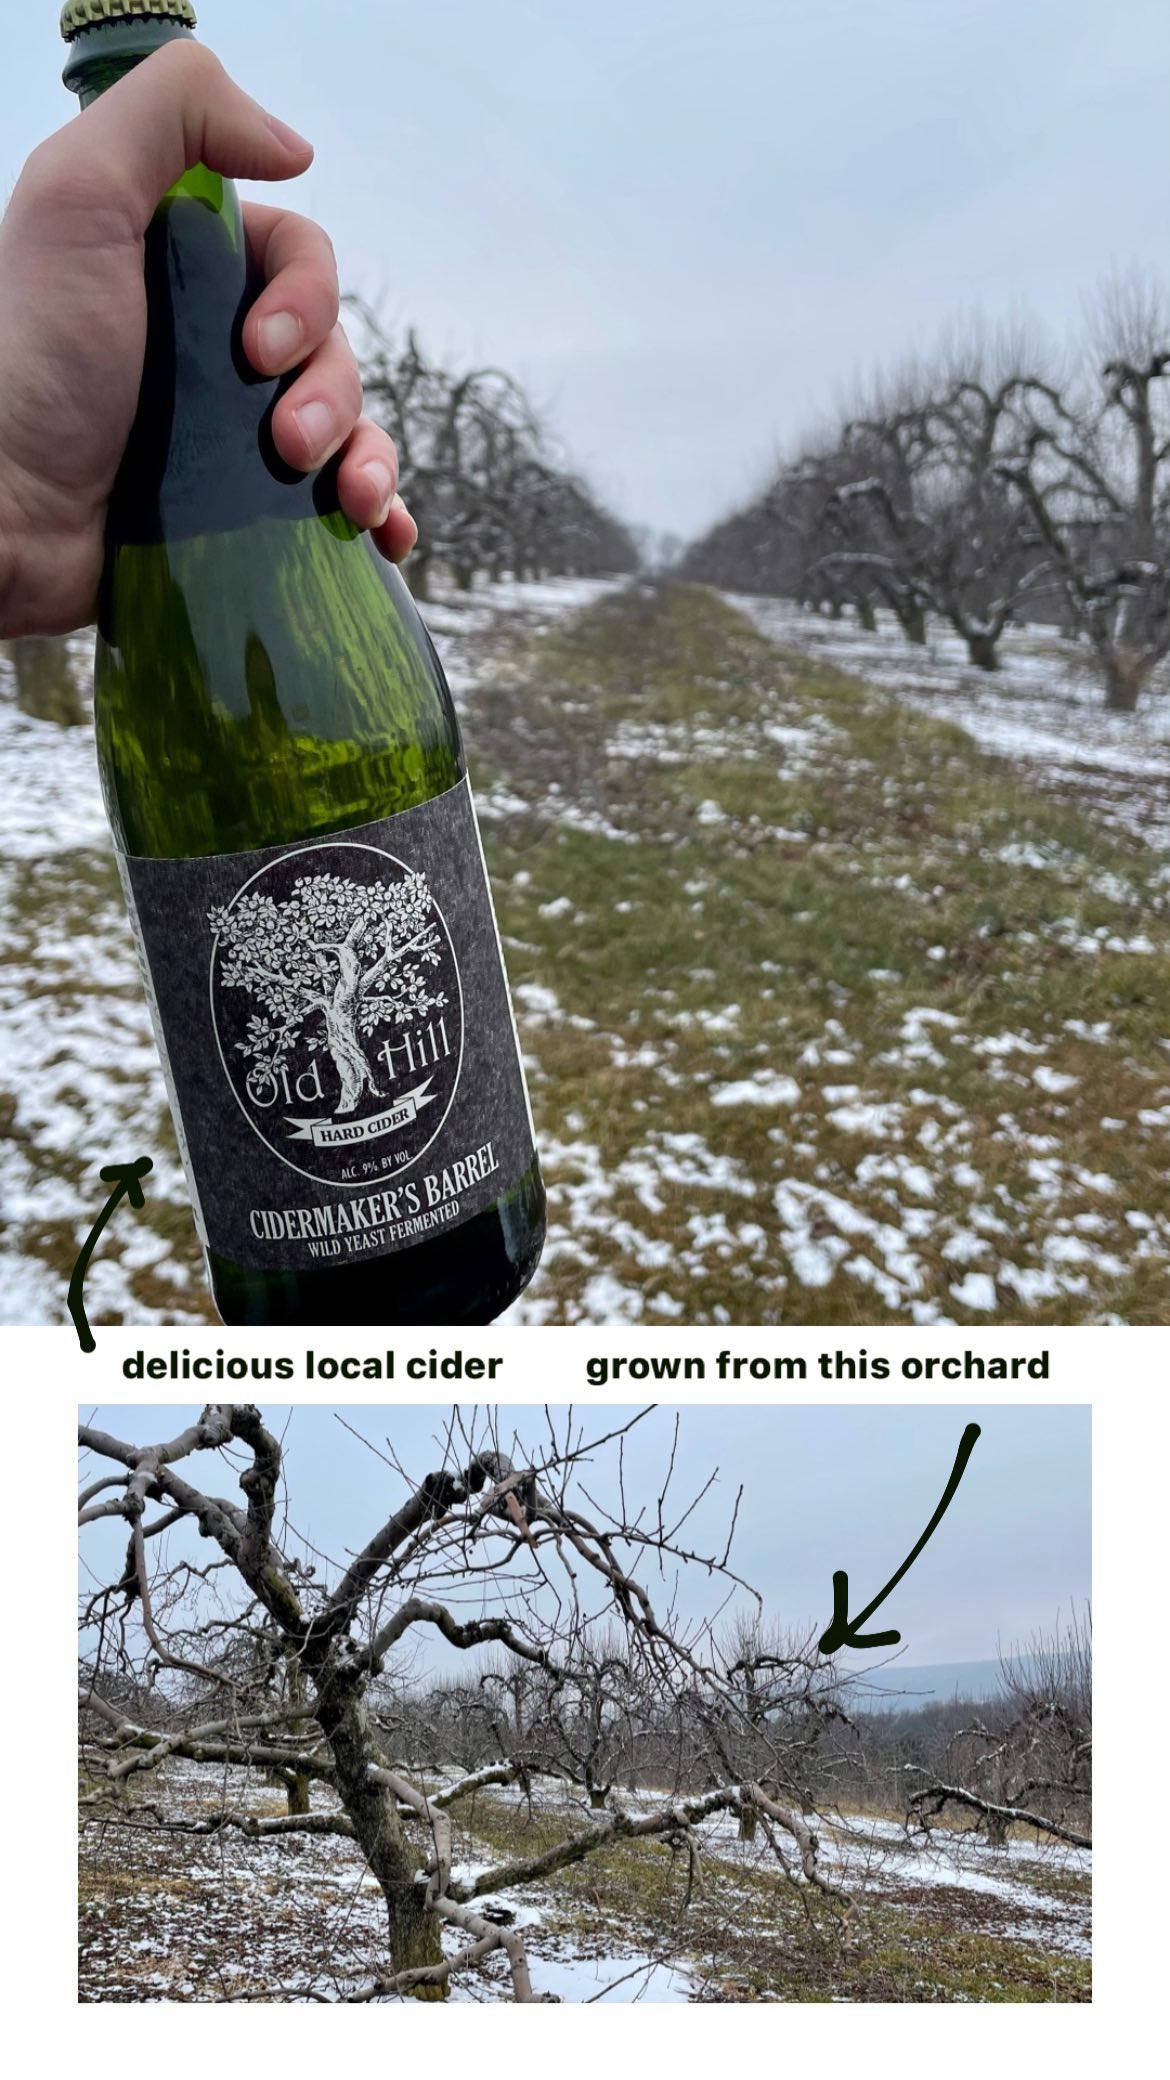 Old Hill
HARD CIDER
ALC. 9% BY VOL.
CIDERMAKER'S BARREL
WILD YEAST FERMENTED
delicious local cider
grown from this orchard